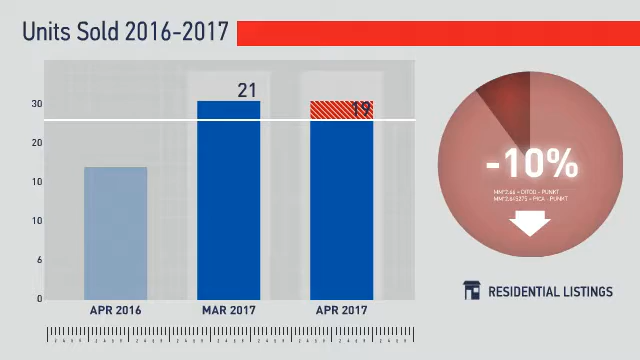 Units Sold 2016-2017
21
19
30
20
10
10
6
0
APR 2016
MAR 2017
APR 2017
-10%
RESIDENTIAL LISTINGS